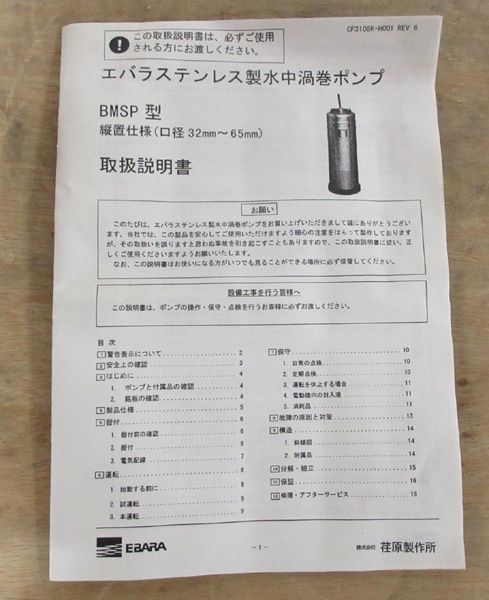 CF3108K-H001 REV.6
この取扱説明書は、必ずご使用
される方にお渡しください。
エバラステンレス製水中渦巻ポンプ
BMSP 型
縦置仕様(口径 32mm～65mm)
取扱説明書
お願い
このたびは、エバラステンレス製水中渦巻ポンプをお買い上げいただきまして誠にありがとうござい
ます。当社では、この製品を安心してご使用いただけますよう細心の注意をはらって製作しております
が、その取扱いを誤りますと思わぬ事故を引き起こすこともありますので、この取扱説明書に従い、正
しくご使用くださいますようお願いいたします。
なお、この説明書はお使いになる方がいつでも見ることができる場所に必ず保管してください。
設備工事を行う皆様へ
この説明書は、ポンプの操作・保守・点検を行うお客様に必ずお渡しください。
目 次
1 警告表示について 2
2 安全上の確認 3
3 はじめに 4
1. ポンプと付属品の確認 4
2. 銘板の確認 4
4 製品仕様 5
5 据付 6
1. 据付前の確認 6
2. 据付 6
3. 電気配線 7
6 運転 8
1. 始動する前に 8
2. 試運転 9
3. 本運転 9
7 保守 10
1. 日常の点検 10
2. 定期点検 10
3. 運転を休止する場合 11
4. 電動機内の封入液 11
5. 消耗品 11
8 故障の原因と対策 13
9 構造 14
1. 斜傾図 14
2. 附属品 14
10 分解・組立 15
11 保証 16
12 修理・アフターサービス 16
EBARA
-1-
株式会社 荏原製作所